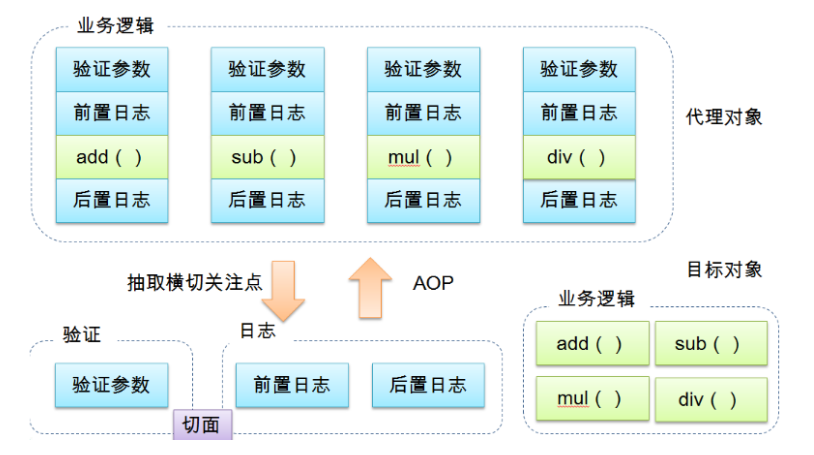 业务逻辑
验证参数 验证参数 验证参数 验证参数
前置日志 前置日志 前置日志 前置日志
代理对象
add（ ） sub（ ） mul（ ） div（ ）
后置日志 后置日志 后置日志 后置日志
抽取横切关注点 AOP
目标对象
业务逻辑
验证 日志
add（ ） sub（ ）
验证参数 前置日志 后置日志
mul（ ） div（ ）
切面